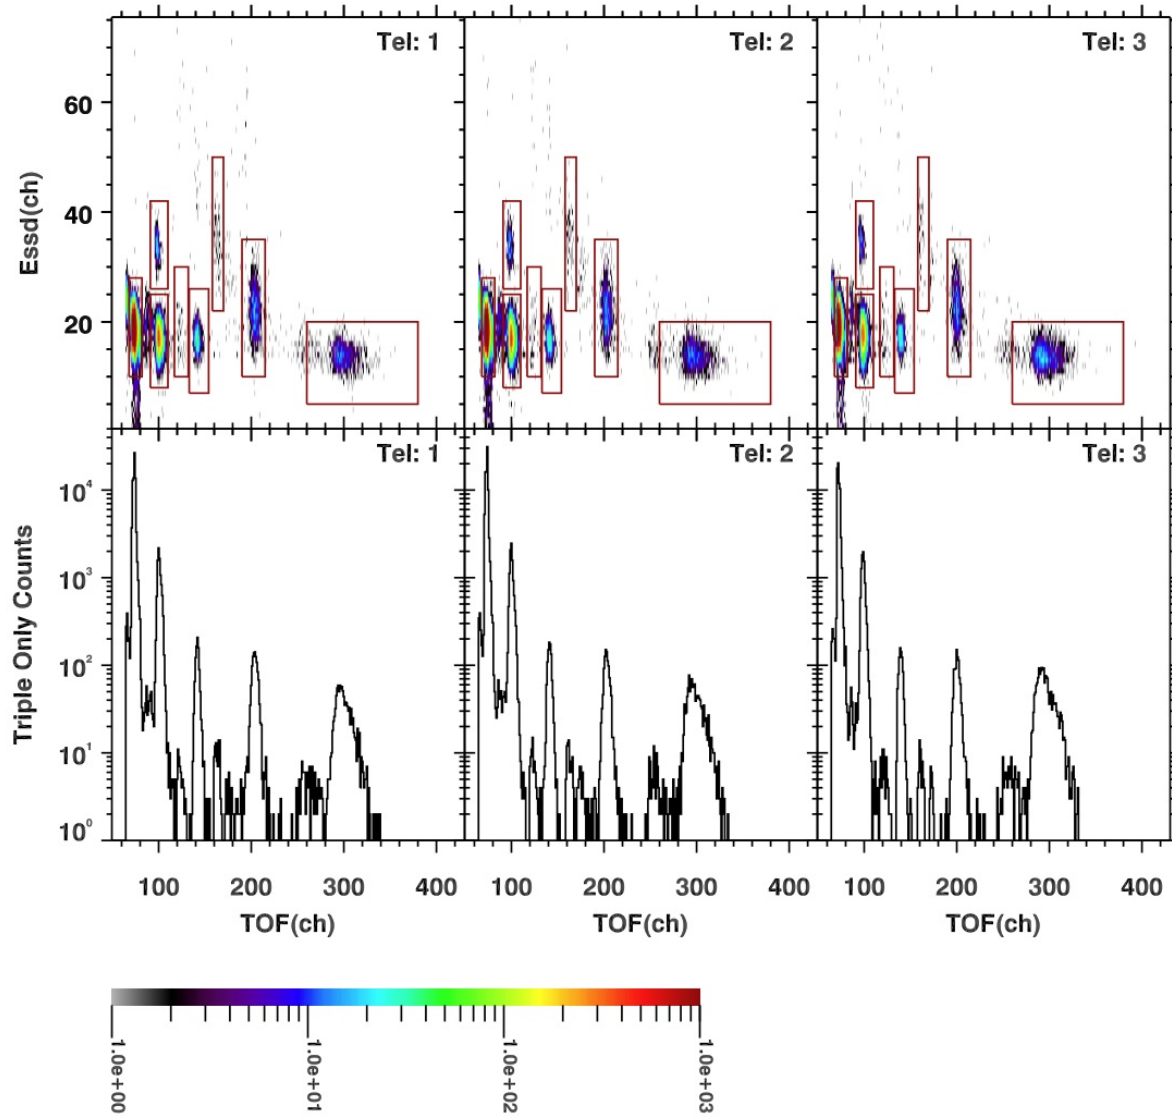 Tel: 1
Tel: 2
Tel: 3
60
40
20
Essd(ch)
Tel: 1
Tel: 2
Tel: 3
10⁴
10³
10²
10¹
10⁰
Triple Only Counts
100 200 300 400
100 200 300 400
100 200 300 400
TOF(ch)
TOF(ch)
TOF(ch)
1.0e+00
1.0e+01
1.0e+02
1.0e+03